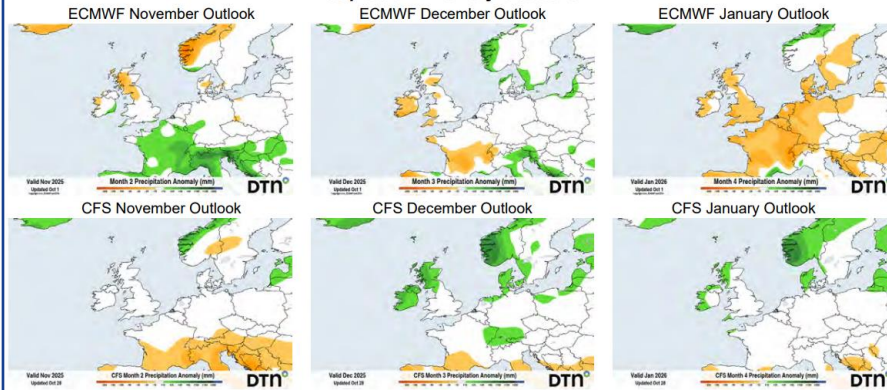 ECMWF November Outlook
ECMWF December Outlook
ECMWF January Outlook
Valid Nov 2025
Updated Oct 1
Month 2 Precipitation Anomaly (mm)
DTN
Valid Dec 2025
Updated Oct 1
Month 3 Precipitation Anomaly (mm)
DTN
Valid Jan 2026
Updated Oct 1
Month 4 Precipitation Anomaly (mm)
DTN
CFS November Outlook
CFS December Outlook
CFS January Outlook
Valid Nov 2025
Updated Oct 28
CFS Month 2 Precipitation Anomaly (mm)
DTN
Valid Dec 2025
Updated Oct 28
CFS Month 3 Precipitation Anomaly (mm)
DTN
Valid Jan 2026
Updated Oct 28
CFS Month 4 Precipitation Anomaly (mm)
DTN